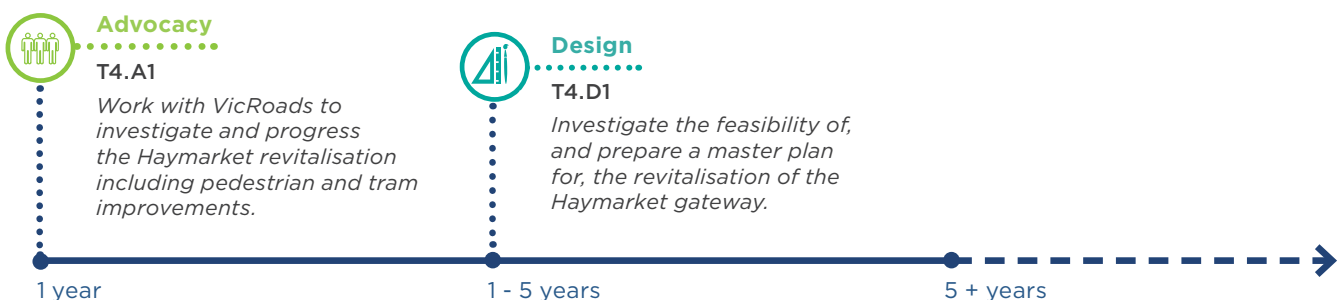 Advocacy
T4.A1
Work with VicRoads to
investigate and progress
the Haymarket revitalisation
including pedestrian and tram
improvements.
Design
T4.D1
Investigate the feasibility of,
and prepare a master plan
for, the revitalisation of the
Haymarket gateway.
1 year
1 - 5 years
5 + years